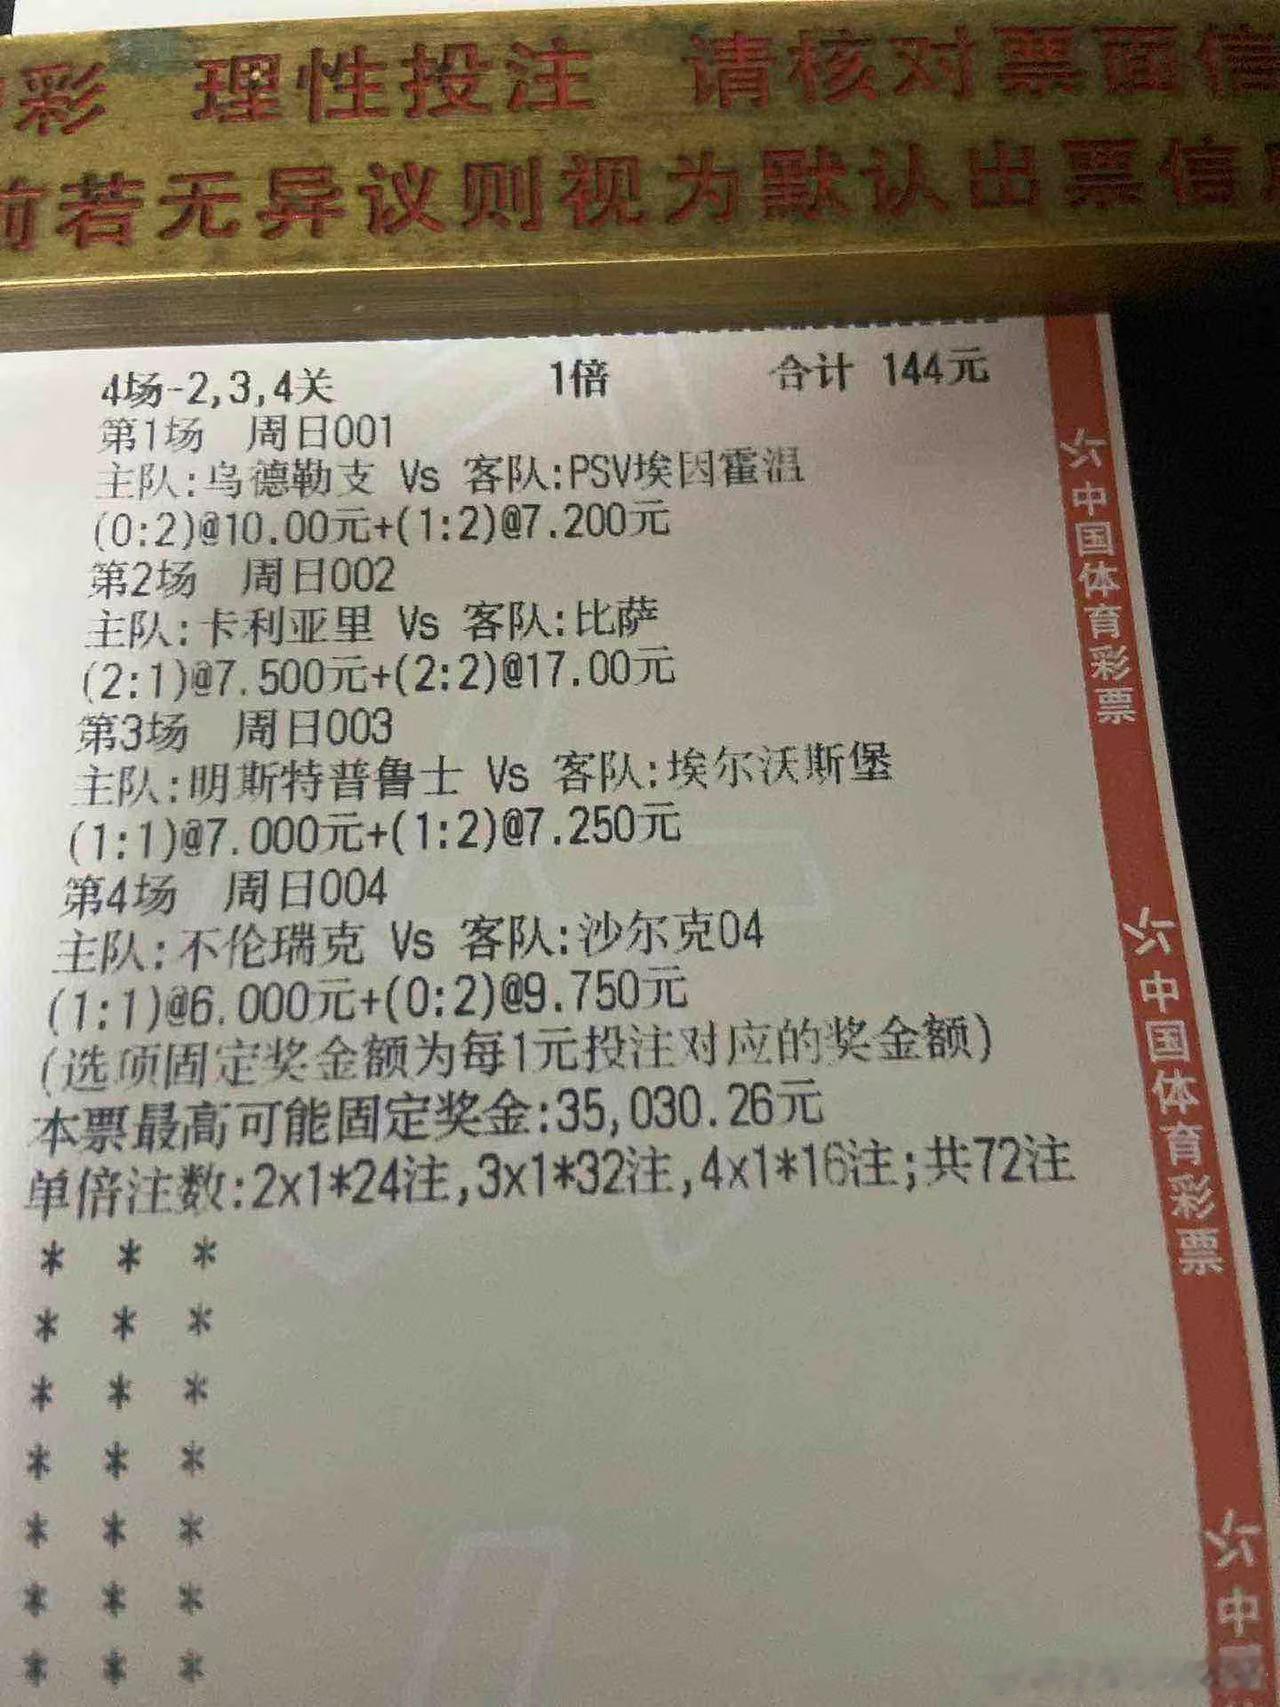 彩 理性投注 请核对票面信
前若无异议则视为默认出票信息
4场-2,3,4关 1倍 合计 144元
第1场 周日001
主队:乌德勒支 Vs 客队:PSV埃因霍温
(0:2)@10.00元+(1:2)@7.200元
第2场 周日002
主队:卡利亚里 Vs 客队:比萨
(2:1)@7.500元+(2:2)@17.00元
第3场 周日003
主队:明斯特普鲁士 Vs 客队:埃尔沃斯堡
(1:1)@7.000元+(1:2)@7.250元
第4场 周日004
主队:不伦瑞克 Vs 客队:沙尔克04
(1:1)@6.000元+(0:2)@9.750元
(选项固定奖金额为每1元投注对应的奖金额)
本票最高可能固定奖金:35,030.26元
单倍注数:2x1*24注,3x1*32注,4x1*16注;共72注
* * *
* * *
* * *
* * *
* * *
* * *
* * *
中国体育彩票
中国体育彩票
中国